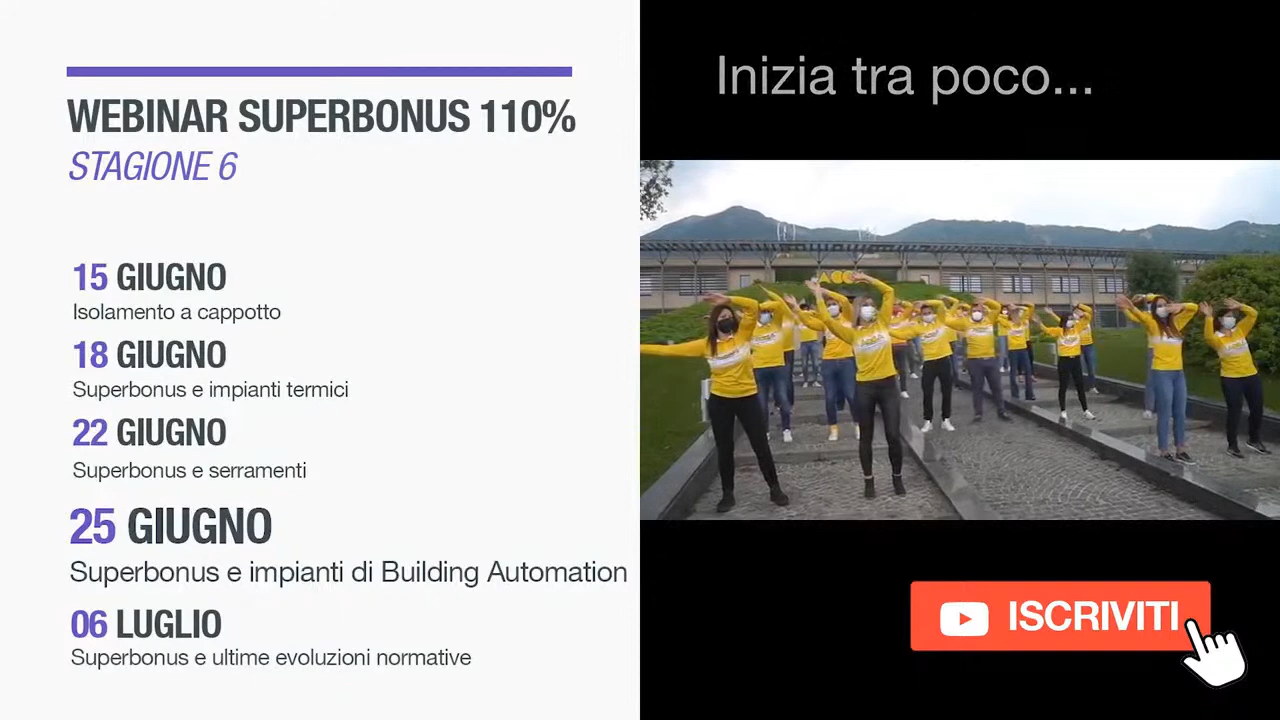 WEBINAR SUPERBONUS 110%
STAGIONE 6
15 GIUGNO
Isolamento a cappotto
18 GIUGNO
Superbonus e impianti termici
22 GIUGNO
Superbonus e serramenti
25 GIUGNO
Superbonus e impianti di Building Automation
06 LUGLIO
Superbonus e ultime evoluzioni normative
Inizia tra poco...
ACCA
ISCRIVITI